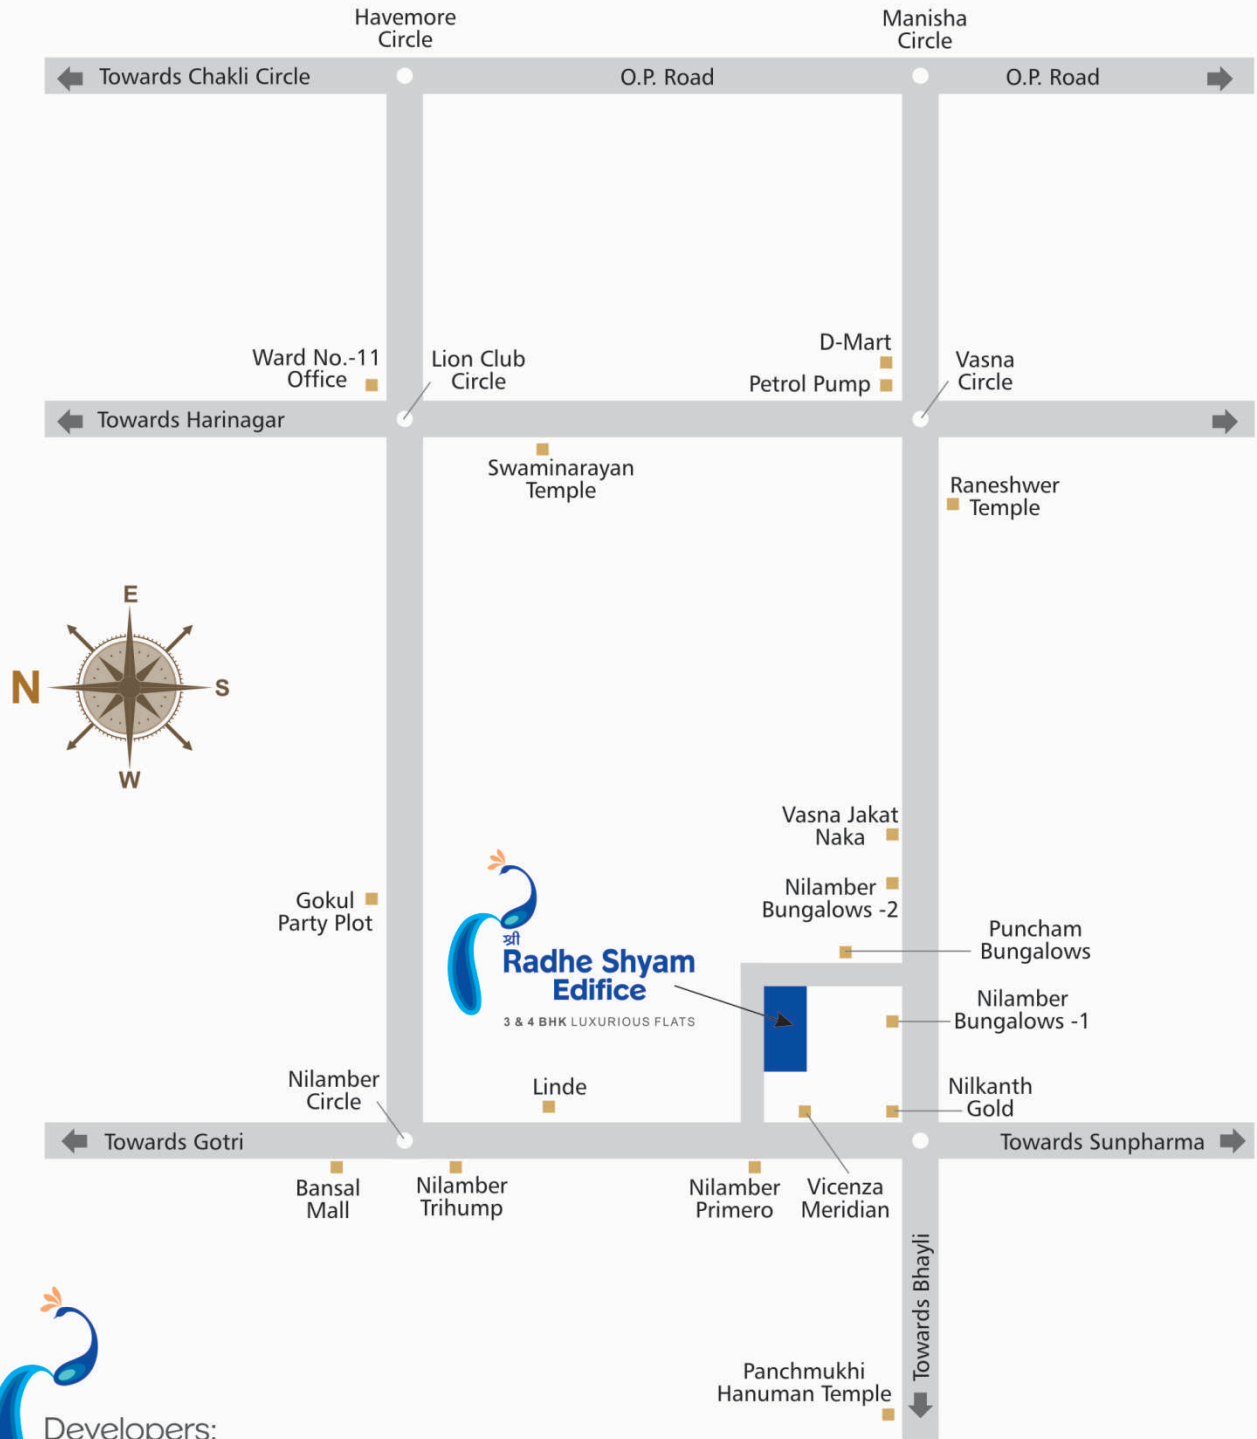 Havemore
Circle
Manisha
Circle
Towards Chakli Circle
O.P. Road
O.P. Road
Ward No.-11
Office
Lion Club
Circle
D-Mart
Petrol Pump
Vasna
Circle
Towards Harinagar
Swaminarayan
Temple
Raneshwer
Temple
E
N
S
W
Vasna Jakat
Naka
Gokul
Party Plot
Nilamber
Bungalows -2
Puncham
Bungalows
श्री
Radhe Shyam
Edifice
3 & 4 BHK LUXURIOUS FLATS
Nilamber
Bungalows -1
Nilamber
Circle
Linde
Nilkanth
Gold
Towards Gotri
Towards Sunpharma
Bansal
Mall
Nilamber
Trihump
Nilamber
Primero
Vicenza
Meridian
Towards Bhayli
Panchmukhi
Hanuman Temple
Developers: